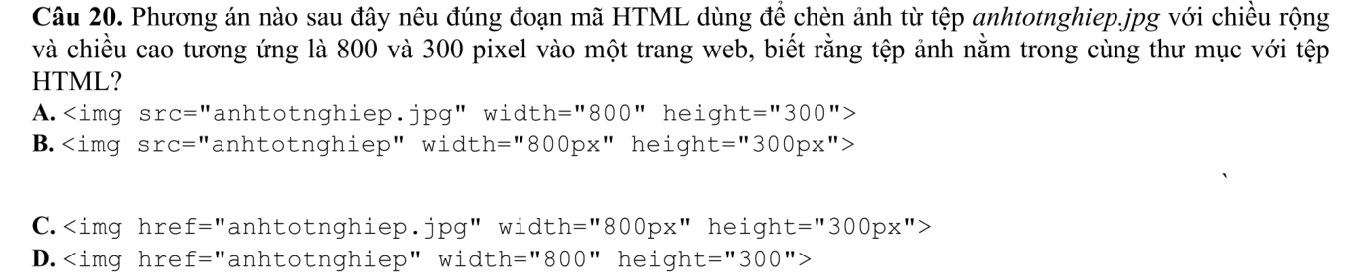 Câu 20. Phương án nào sau đây nêu đúng đoạn mã HTML dùng để chèn ảnh từ tệp anhtotnghiep.jpg với chiều rộng
và chiều cao tương ứng là 800 và 300 pixel vào một trang web, biết rằng tệp ảnh nằm trong cùng thư mục với tệp
HTML?
A. <img src="anhtotnghiep.jpg" width="800" height="300">
B. <img src="anhtotnghiep" width="800px" height="300px">
C. <img href="anhtotnghiep.jpg" width="800px" height="300px">
D. <img href="anhtotnghiep" width="800" height="300">